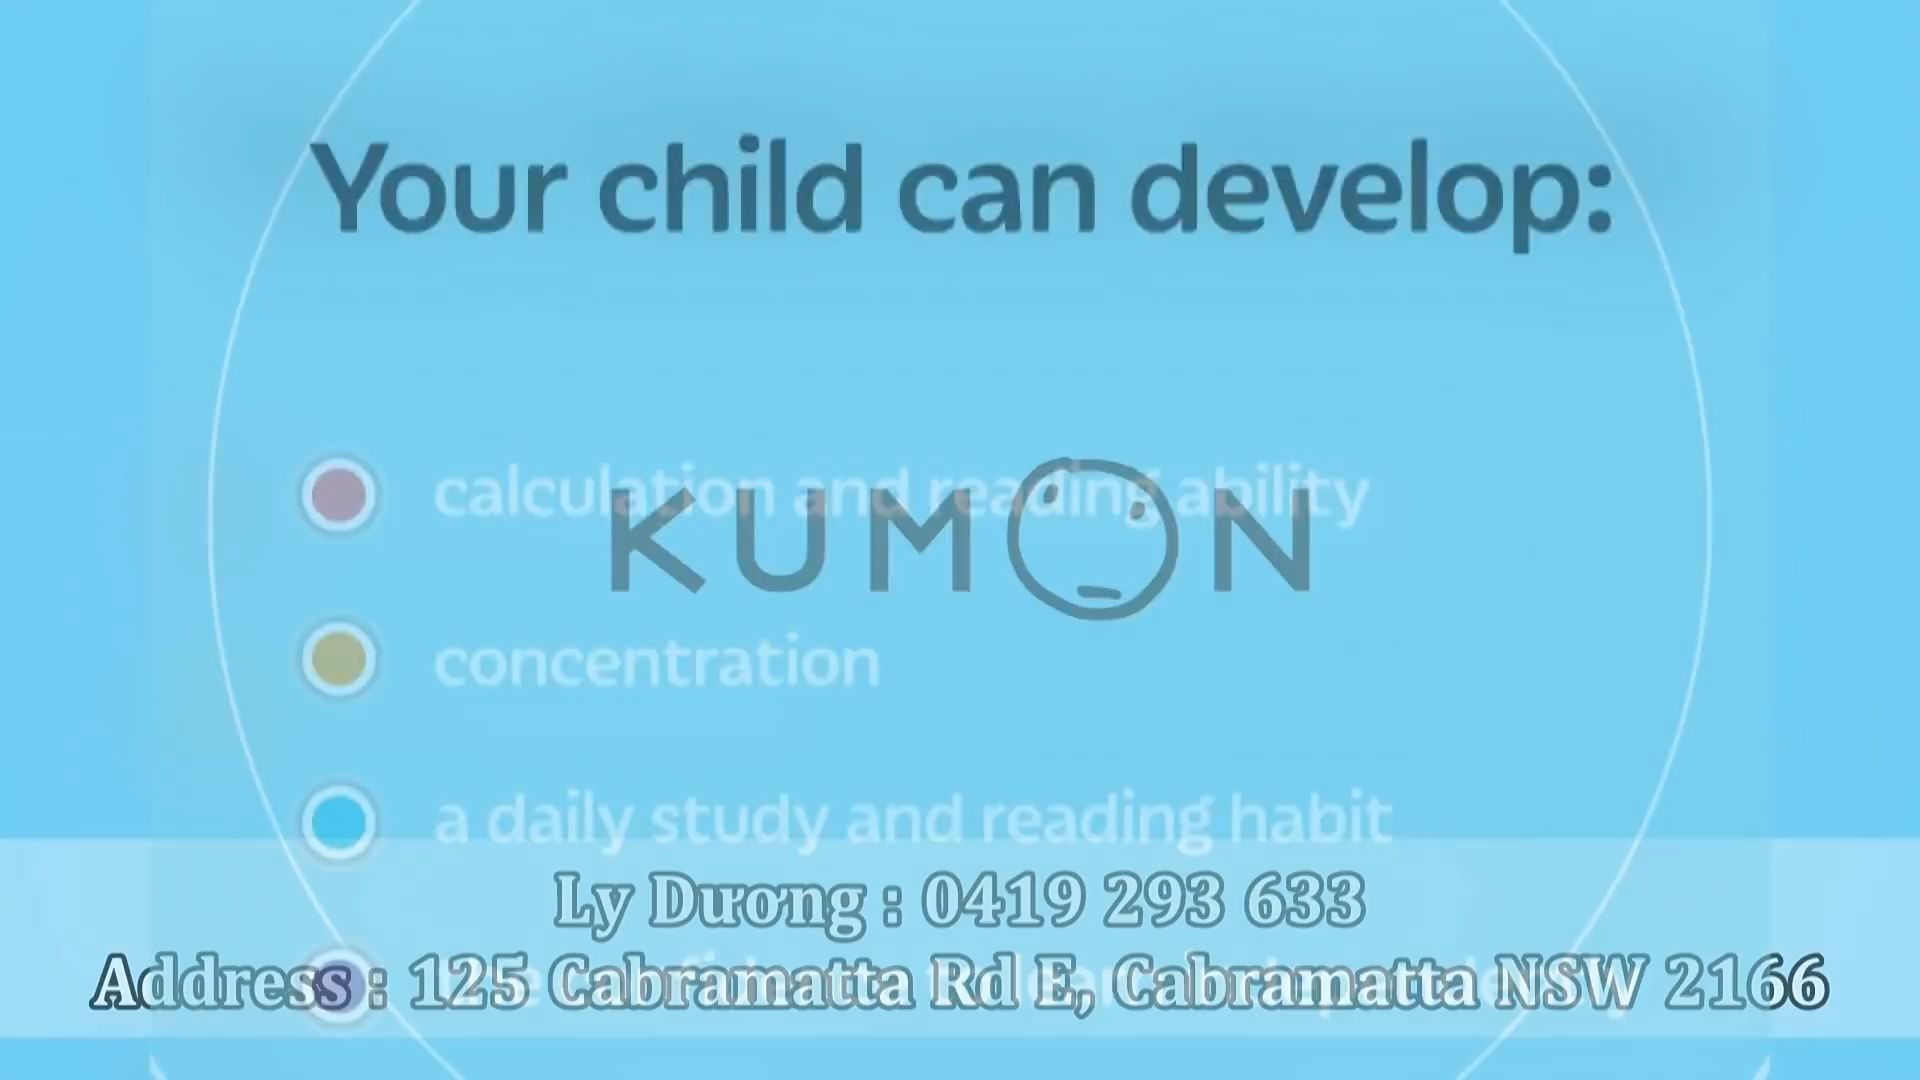 Your child can develop:
calculation and reading ability
KUMON
concentration
a daily study and reading habit
Ly Dương : 0419 293 633
Address : 125 Cabramatta Rd E, Cabramatta NSW 2166